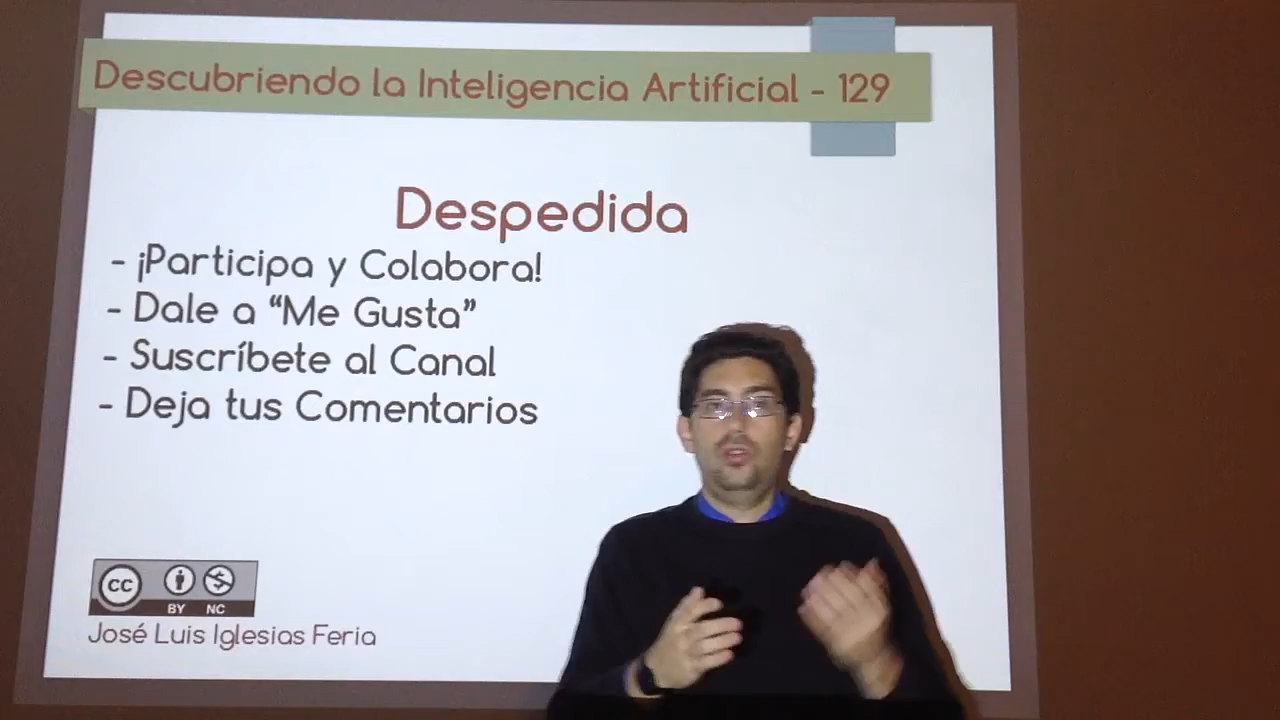 Descubriendo la Inteligencia Artificial - 129
Despedida
- ¡Participa y Colabora!
- Dale a “Me Gusta”
- Suscríbete al Canal
- Deja tus Comentarios
cc
BY NC
José Luis Iglesias Feria